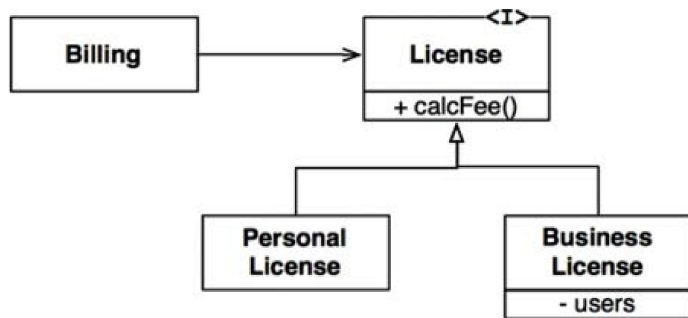 <I>
Billing
License
+ calcFee()
Personal
License
Business
License
- users